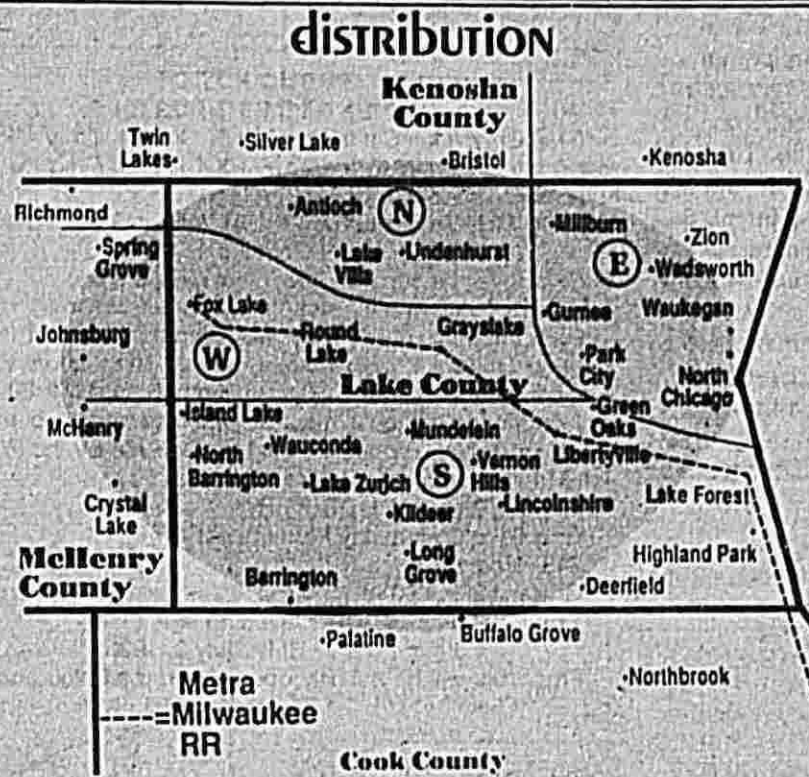 distribution
Kenosha
County
Twin
Lakes
Silver Lake
Bristol
Kenosha
Richmond
Antioch
N
Millburn
Zion
Spring
Grove
Lake
Villa
Lindenhurst
E
Wadsworth
Fox Lake
Grayslake
Gurnee
Waukegan
Johnsburg
W
Round
Lake
Park
City
Lake County
North
Chicago
McHenry
Island Lake
Green
Oaks
Mundelein
Wauconda
North
Barrington
Lake Zurich
S
Vernon
Hills
Libertyville
Crystal
Lake
Lincolnshire
Lake Forest
Kildeer
McHenry
County
Long
Grove
Highland Park
Barrington
Deerfield
Palatine
Buffalo Grove
Northbrook
Metra
----=Milwaukee
RR
Cook County